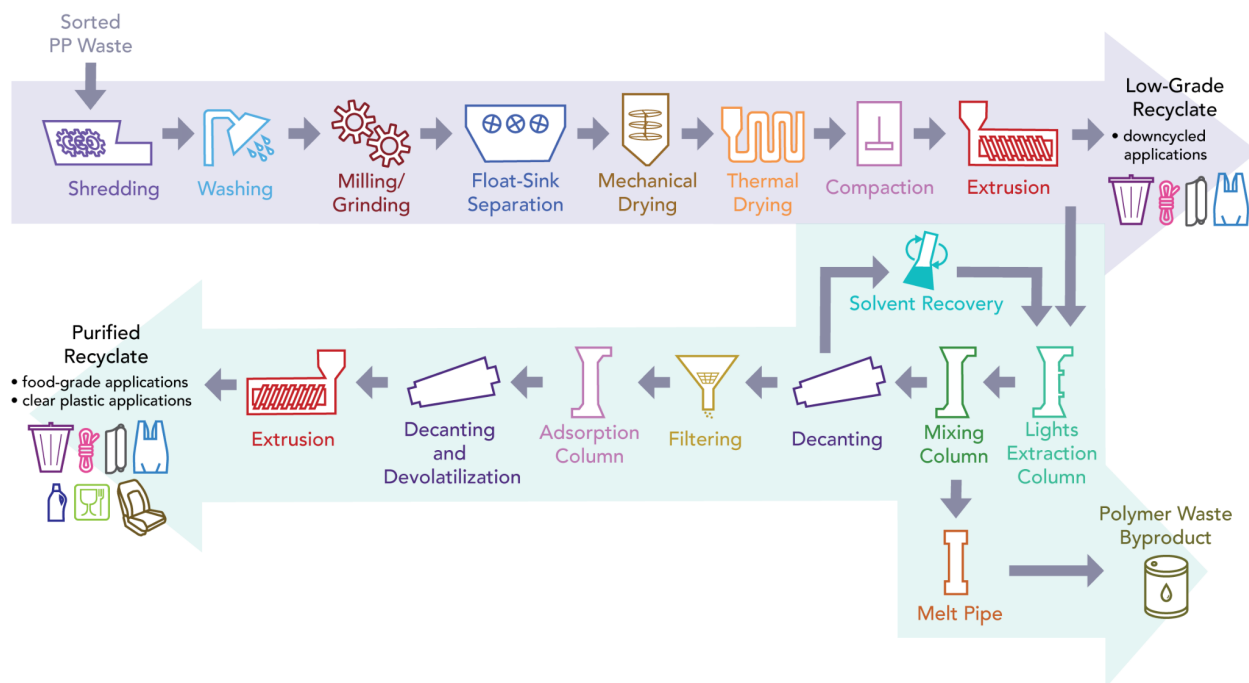 Sorted
PP Waste
Shredding
Washing
Milling/
Grinding
Float-Sink
Separation
Mechanical
Drying
Thermal
Drying
Compaction
Extrusion
Low-Grade
Recyclate
• downcycled
applications
Solvent Recovery
Purified
Recyclate
• food-grade applications
• clear plastic applications
Extrusion
Decanting
and
Devolatilization
Adsorption
Column
Filtering
Decanting
Mixing
Column
Lights
Extraction
Column
Melt Pipe
Polymer Waste
Byproduct